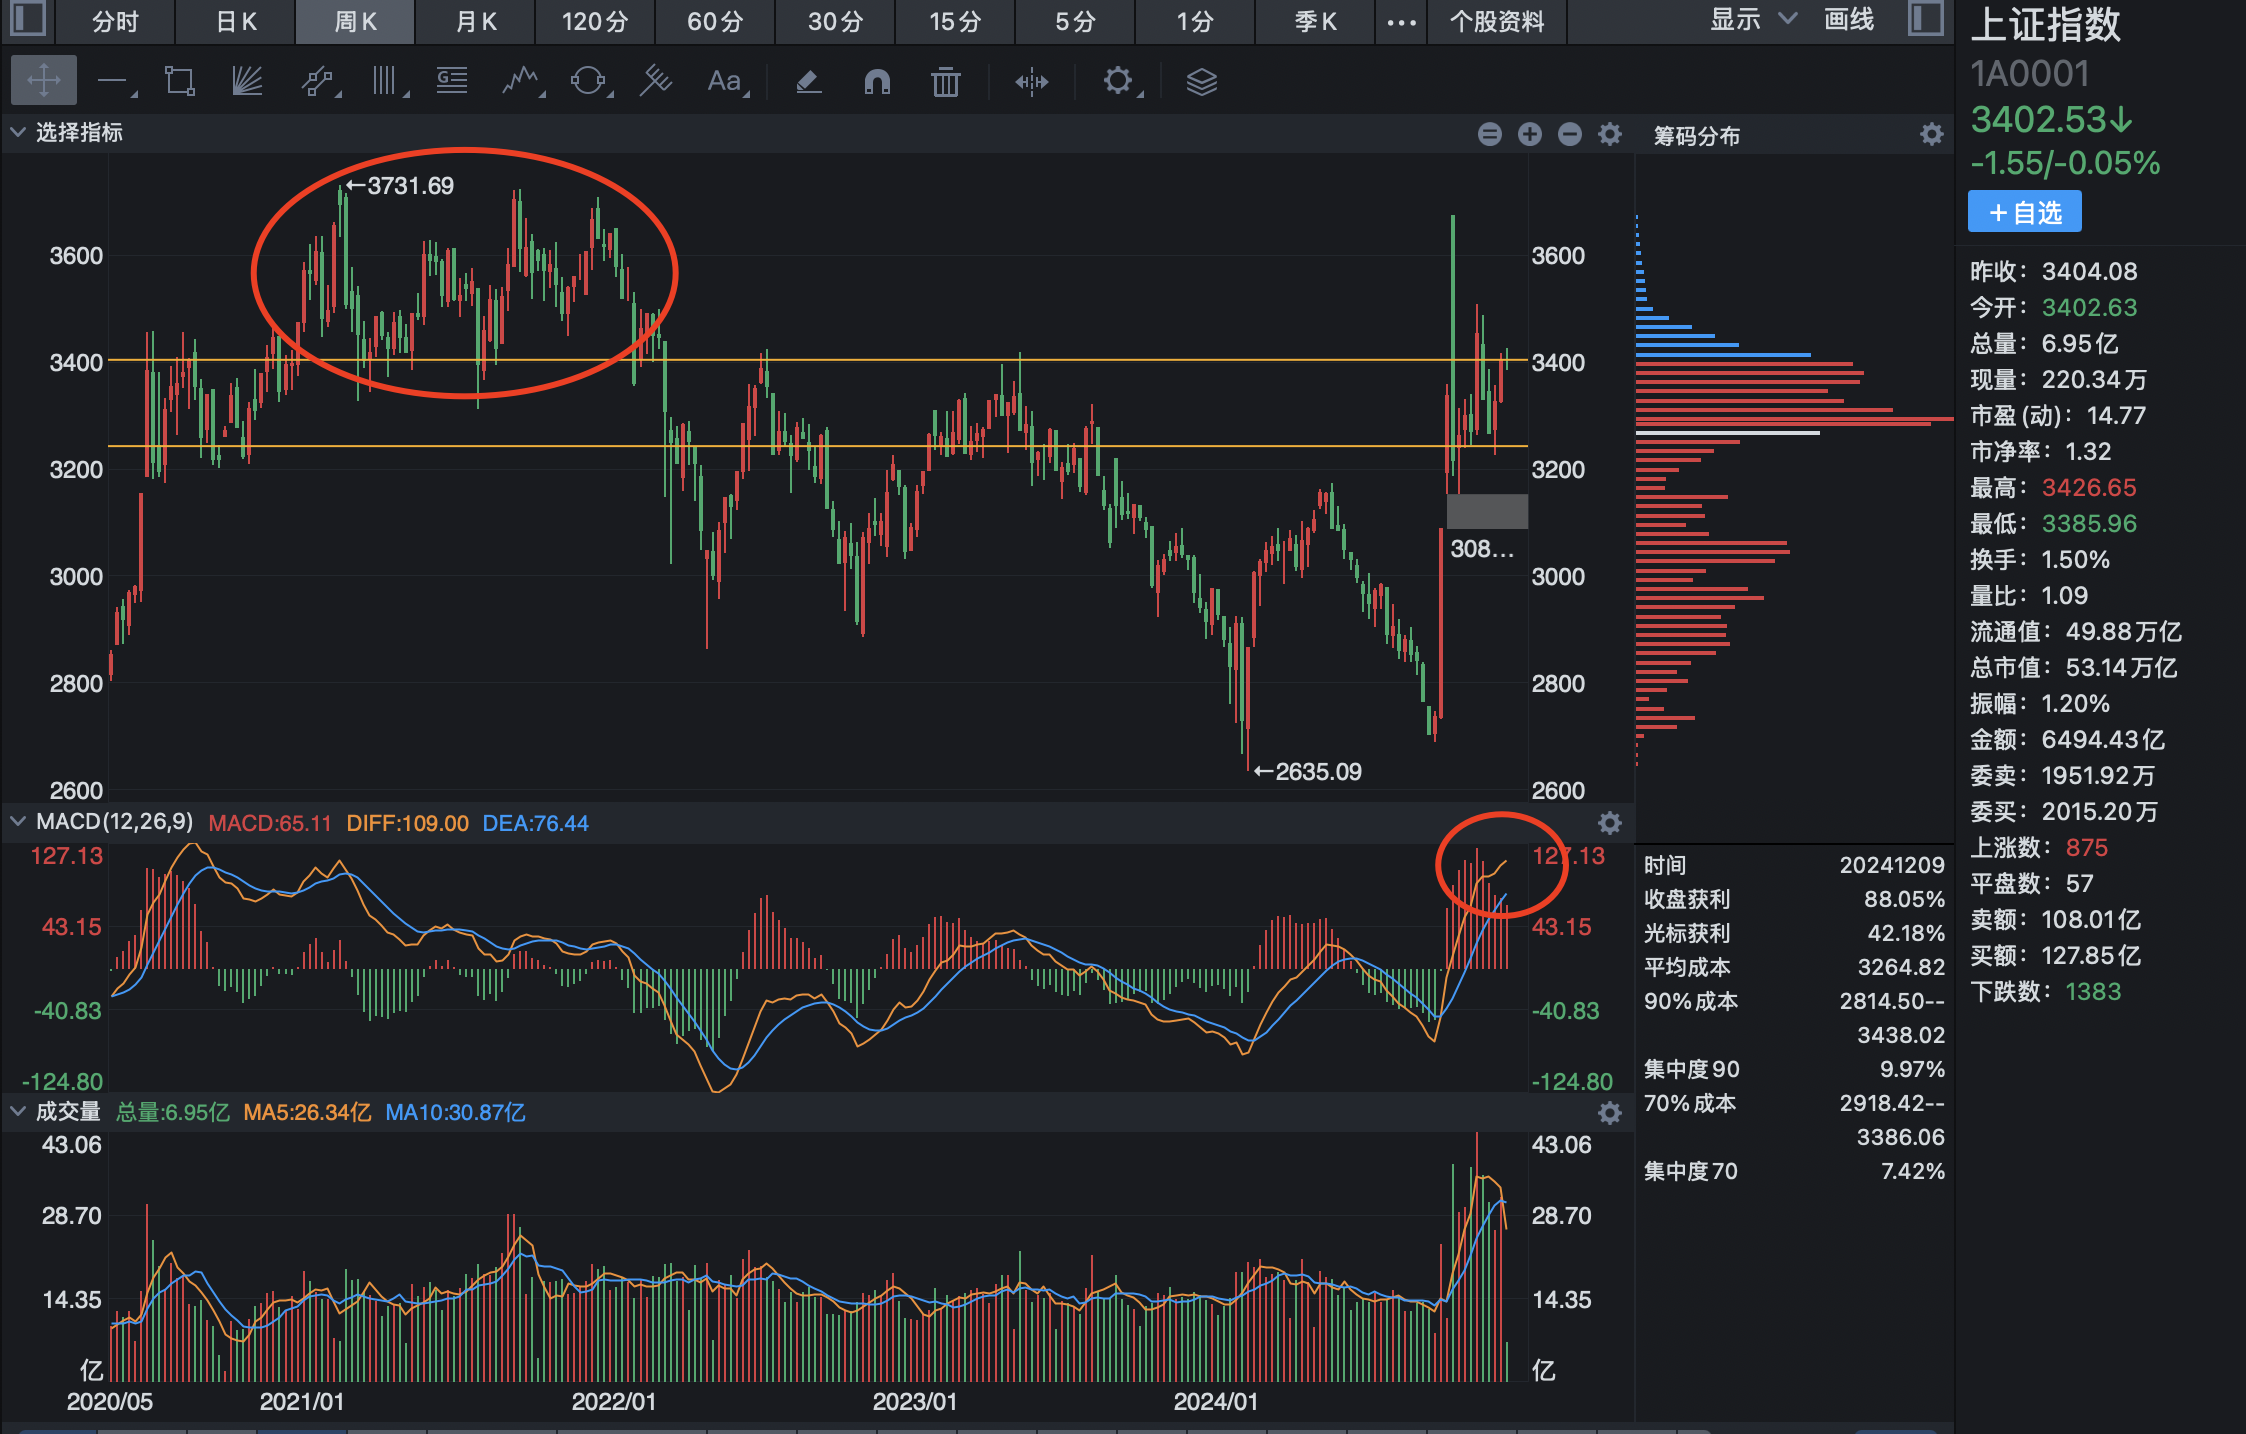 分时 日K 周K 月K 120分 60分 30分 15分 5分 1分 季K ••• 个股资料 显示 画线
G Aa
选择指标
←3731.69
3600 3600
3400 3400
3200 3200
308...
3000 3000
2800 2800
←2635.09
2600 2600
MACD(12,26,9) MACD:65.11 DIFF:109.00 DEA:76.44
127.13 127.13
43.15 43.15
-40.83 -40.83
-124.80 -124.80
成交量 总量:6.95亿 MA5:26.34亿 MA10:30.87亿
43.06 43.06
28.70 28.70
14.35 14.35
亿 亿
2020/05 2021/01 2022/01 2023/01 2024/01
筹码分布
时间 20241209
收盘获利 88.05%
光标获利 42.18%
平均成本 3264.82
90%成本 2814.50--
3438.02
集中度90 9.97%
70%成本 2918.42--
3386.06
集中度70 7.42%
上证指数
1A0001
3402.53↓
-1.55/-0.05%
+自选
昨收：3404.08
今开：3402.63
总量：6.95亿
现量：220.34万
市盈(动)：14.77
市净率：1.32
最高：3426.65
最低：3385.96
换手：1.50%
量比：1.09
流通值：49.88万亿
总市值：53.14万亿
振幅：1.20%
金额：6494.43亿
委卖：1951.92万
委买：2015.20万
上涨数：875
平盘数：57
卖额：108.01亿
买额：127.85亿
下跌数：1383